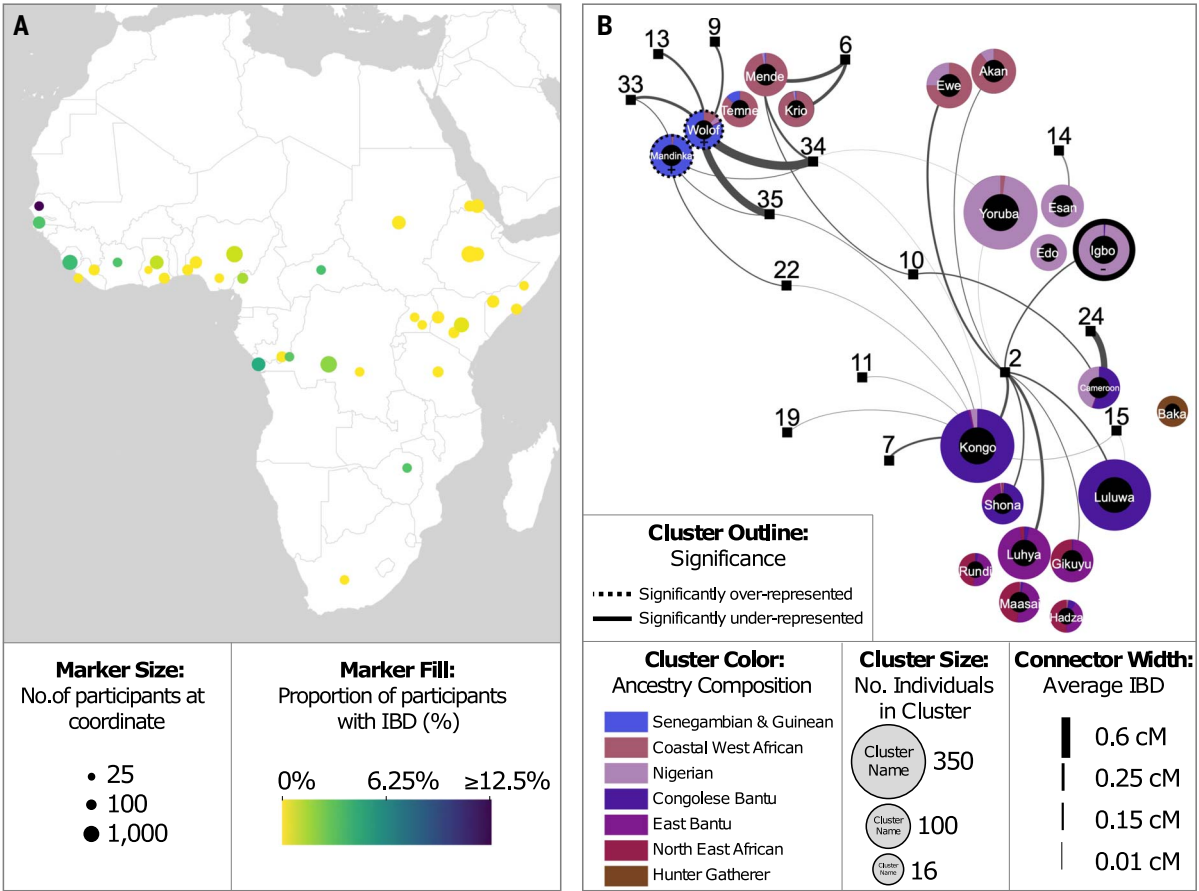 A
Marker Size:
No.of participants at
coordinate
25
100
1,000
Marker Fill:
Proportion of participants
with IBD (%)
0%
6.25%
≥12.5%
B
13
9
6
33
Mende
Temne
Krio
Wolof
+
Mandinka
+
34
35
22
Ewe
Akan
14
Yoruba
Esan
Edo
Igbo
-
10
24
2
Cameroon
11
15
Baka
19
7
Kongo
Luluwa
Shona
Luhya
Gikuyu
Rundi
Maasai
Hadza
Cluster Outline:
Significance
Significantly over-represented
Significantly under-represented
Cluster Color:
Ancestry Composition
Senegambian & Guinean
Coastal West African
Nigerian
Congolese Bantu
East Bantu
North East African
Hunter Gatherer
Cluster Size:
No. Individuals
in Cluster
Cluster
Name
350
Cluster
Name
100
Cluster
Name
16
Connector Width:
Average IBD
0.6 cM
0.25 cM
0.15 cM
0.01 cM